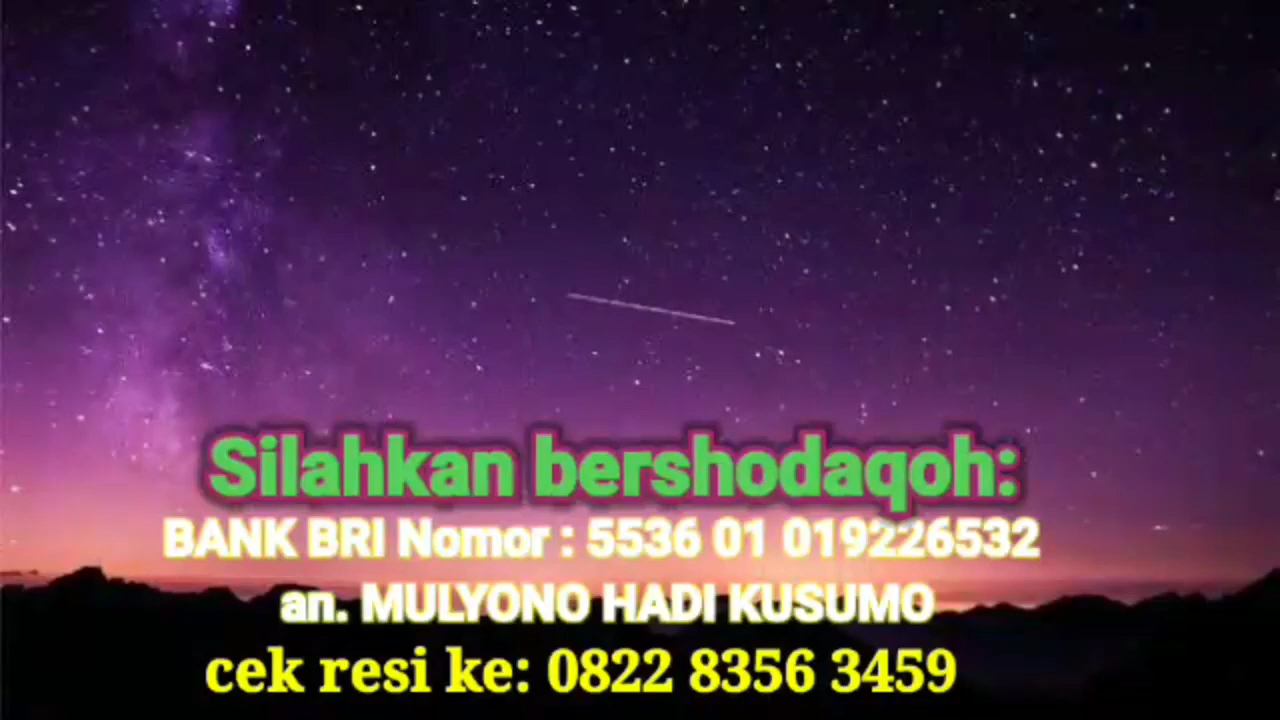 Silahkan bershodaqoh:
BANK BRI Nomor : 5536 01 019226532
an. MULYONO HADI KUSUMO
cek resi ke: 0822 8356 3459